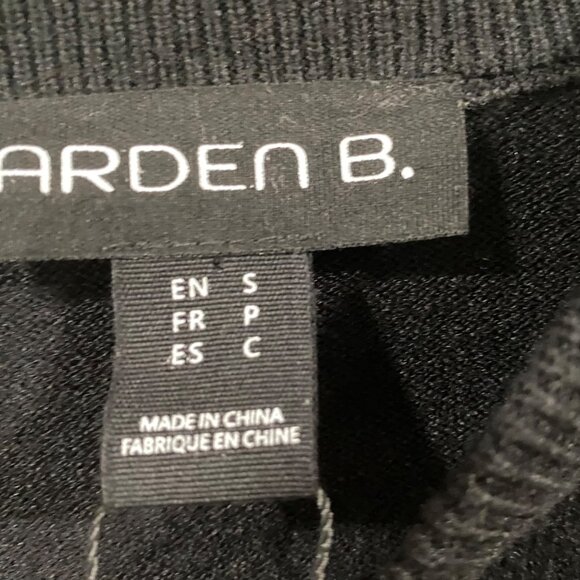 ARDEN B.
EN S
FR P
ES C
MADE IN CHINA
FABRIQUE EN CHINE